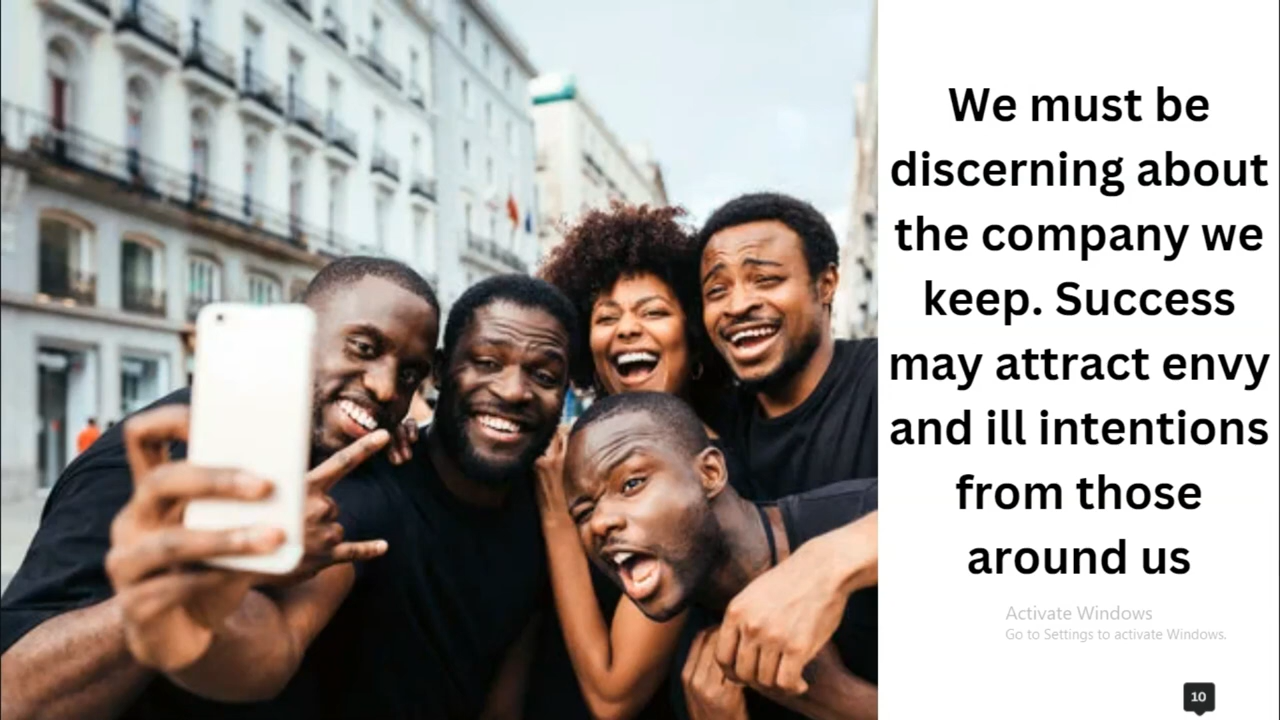 We must be
discerning about
the company we
keep. Success
may attract envy
and ill intentions
from those
around us
Activate Windows
Go to Settings to activate Windows.
10